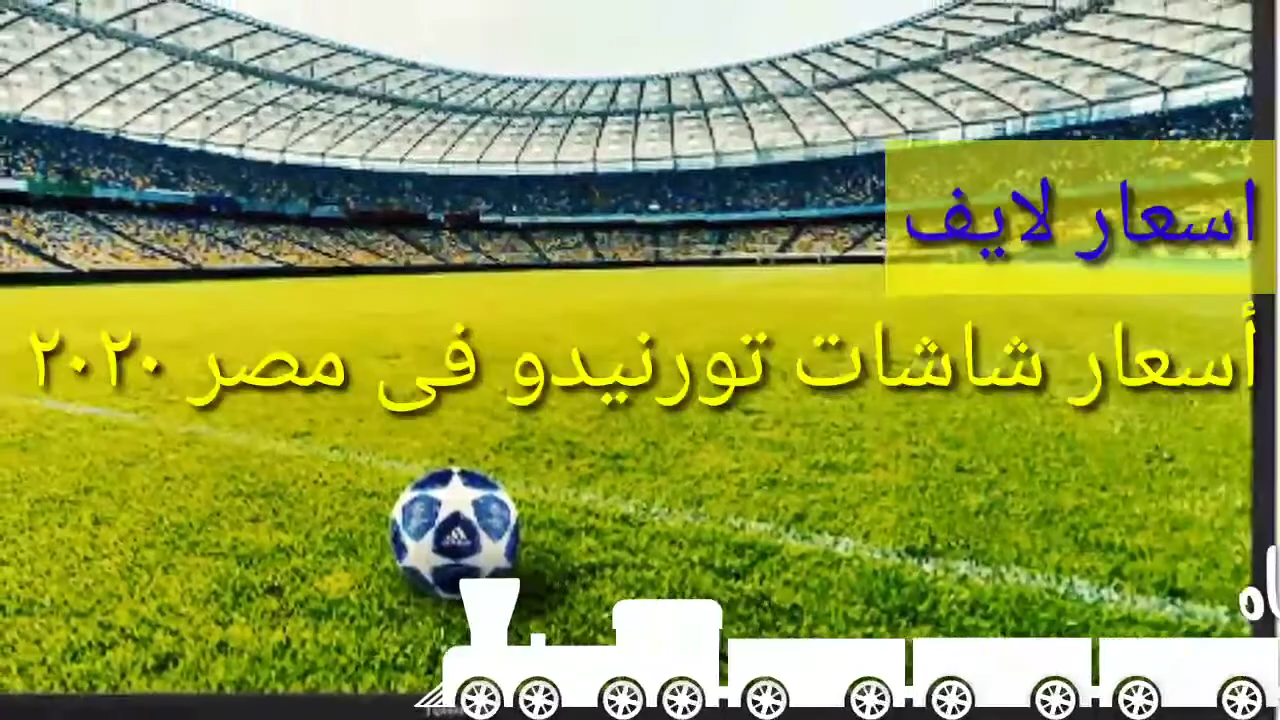 اسعار لايف
أسعار شاشات تورنيدو فى مصر ٢٠٢٠